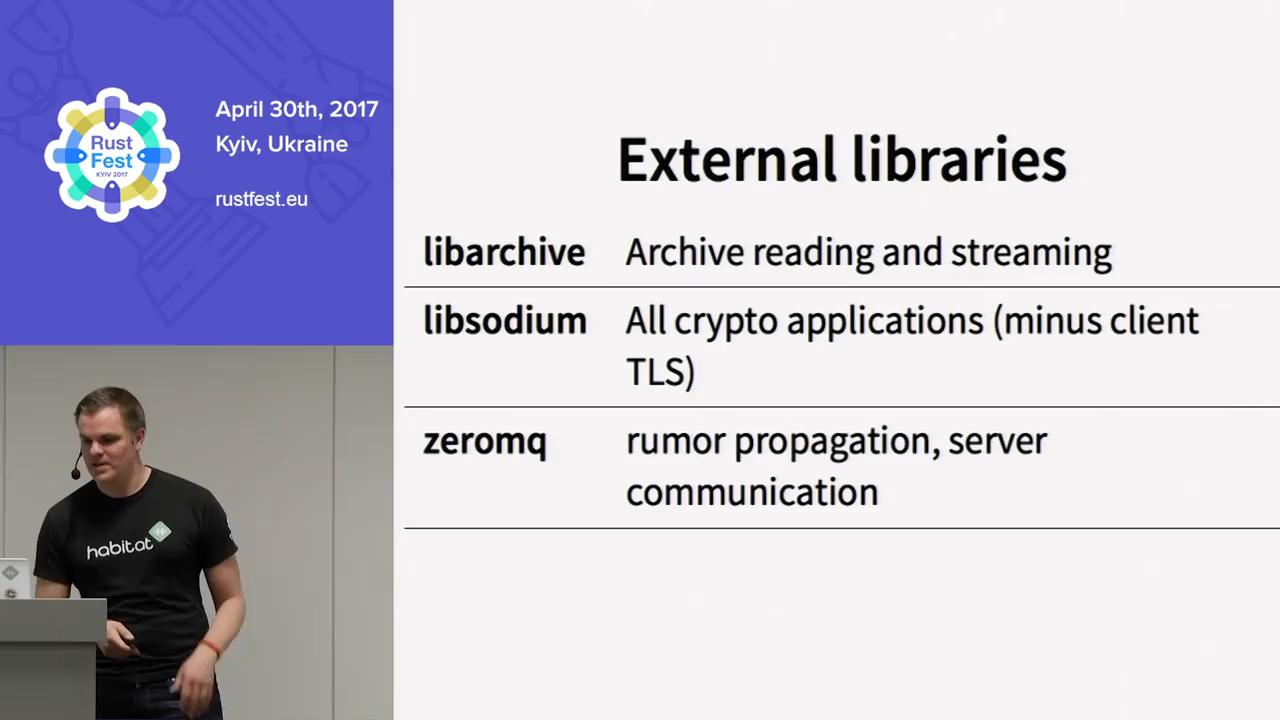 April 30th, 2017
Kyiv, Ukraine
rustfest.eu
Rust
Fest
KYIV 2017
External libraries
libarchive Archive reading and streaming
libsodium All crypto applications (minus client
TLS)
zeromq rumor propagation, server
communication
habitat